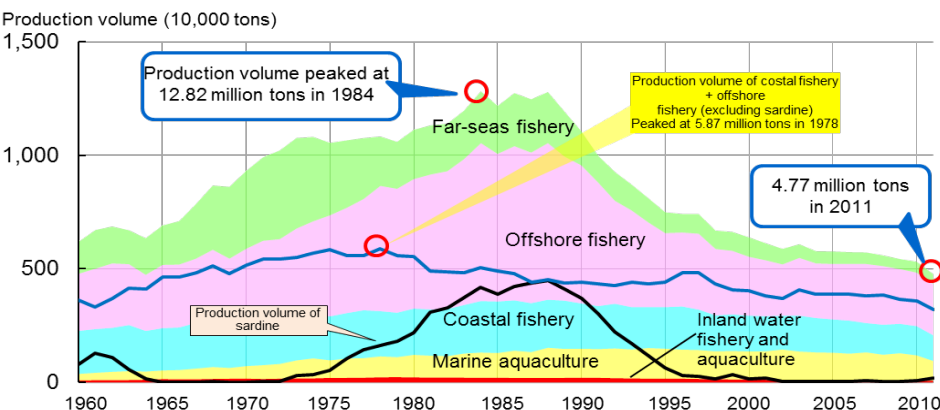 Production volume (10,000 tons)
1,500
1,000
500
0
Production volume peaked at
12.82 million tons in 1984
Production volume of costal fishery
+ offshore
fishery (excluding sardine)
Peaked at 5.87 million tons in 1978
Far-seas fishery
4.77 million tons
in 2011
Offshore fishery
Production volume of
sardine
Coastal fishery
Inland water
fishery and
aquaculture
Marine aquaculture
1960 1965 1970 1975 1980 1985 1990 1995 2000 2005 2010